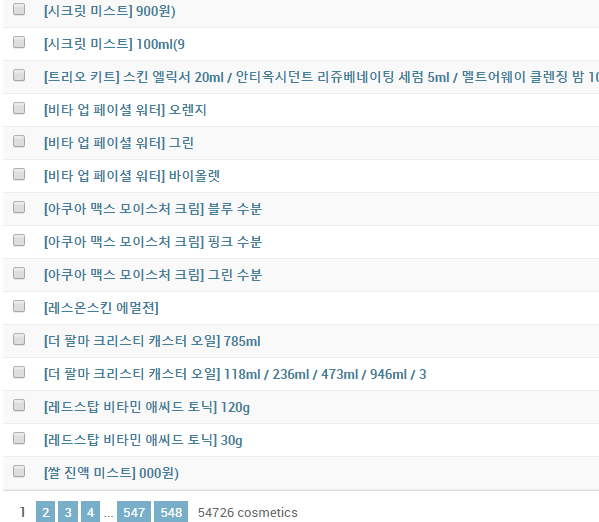 [시크릿 미스트] 900원)
[시크릿 미스트] 100ml(9
[트리오 키트] 스킨 엘릭서 20ml / 안티옥시던트 리쥬베네이팅 세럼 5ml / 멜트어웨이 클렌징 밤 10
[비타 업 페이셜 워터] 오렌지
[비타 업 페이셜 워터] 그린
[비타 업 페이셜 워터] 바이올렛
[아쿠아 맥스 모이스처 크림] 블루 수분
[아쿠아 맥스 모이스처 크림] 핑크 수분
[아쿠아 맥스 모이스처 크림] 그린 수분
[레스온스킨 에멀젼]
[더 팔마 크리스티 캐스터 오일] 785ml
[더 팔마 크리스티 캐스터 오일] 118ml / 236ml / 473ml / 946ml / 3
[레드스탑 비타민 애씨드 토닉] 120g
[레드스탑 비타민 애씨드 토닉] 30g
[쌀 진액 미스트] 000원)
1 2 3 4 ... 547 548 54726 cosmetics